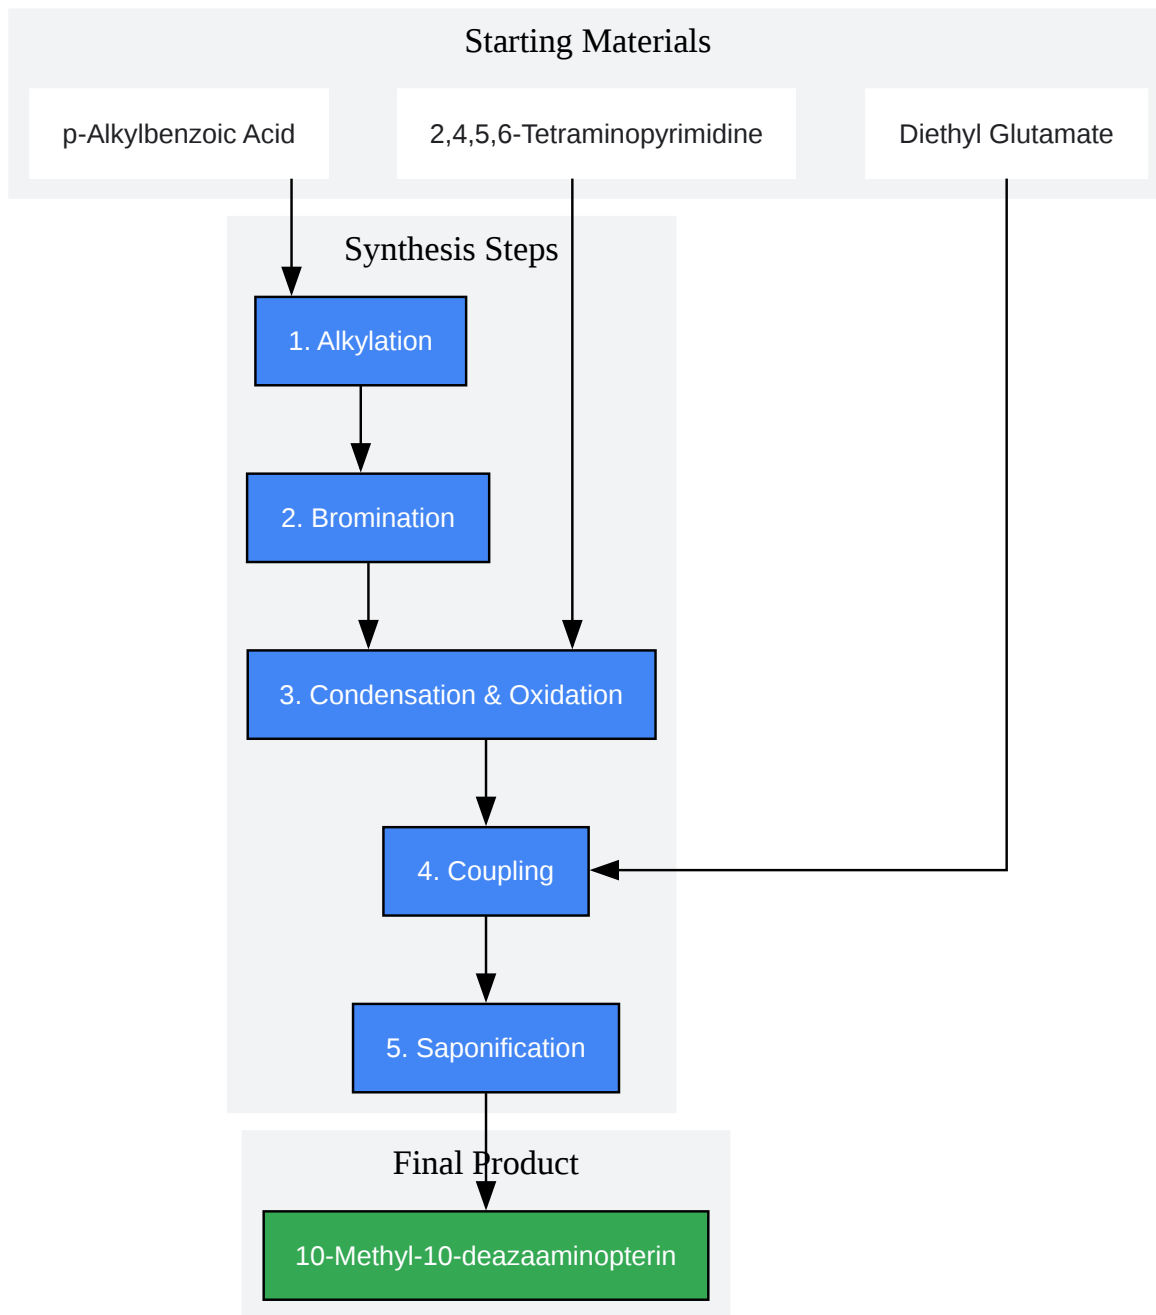 Starting Materials
p-Alkylbenzoic Acid
2,4,5,6-Tetraminopyrimidine
Diethyl Glutamate
Synthesis Steps
1. Alkylation
2. Bromination
3. Condensation & Oxidation
4. Coupling
5. Saponification
Final Product
10-Methyl-10-deazaaminopterin